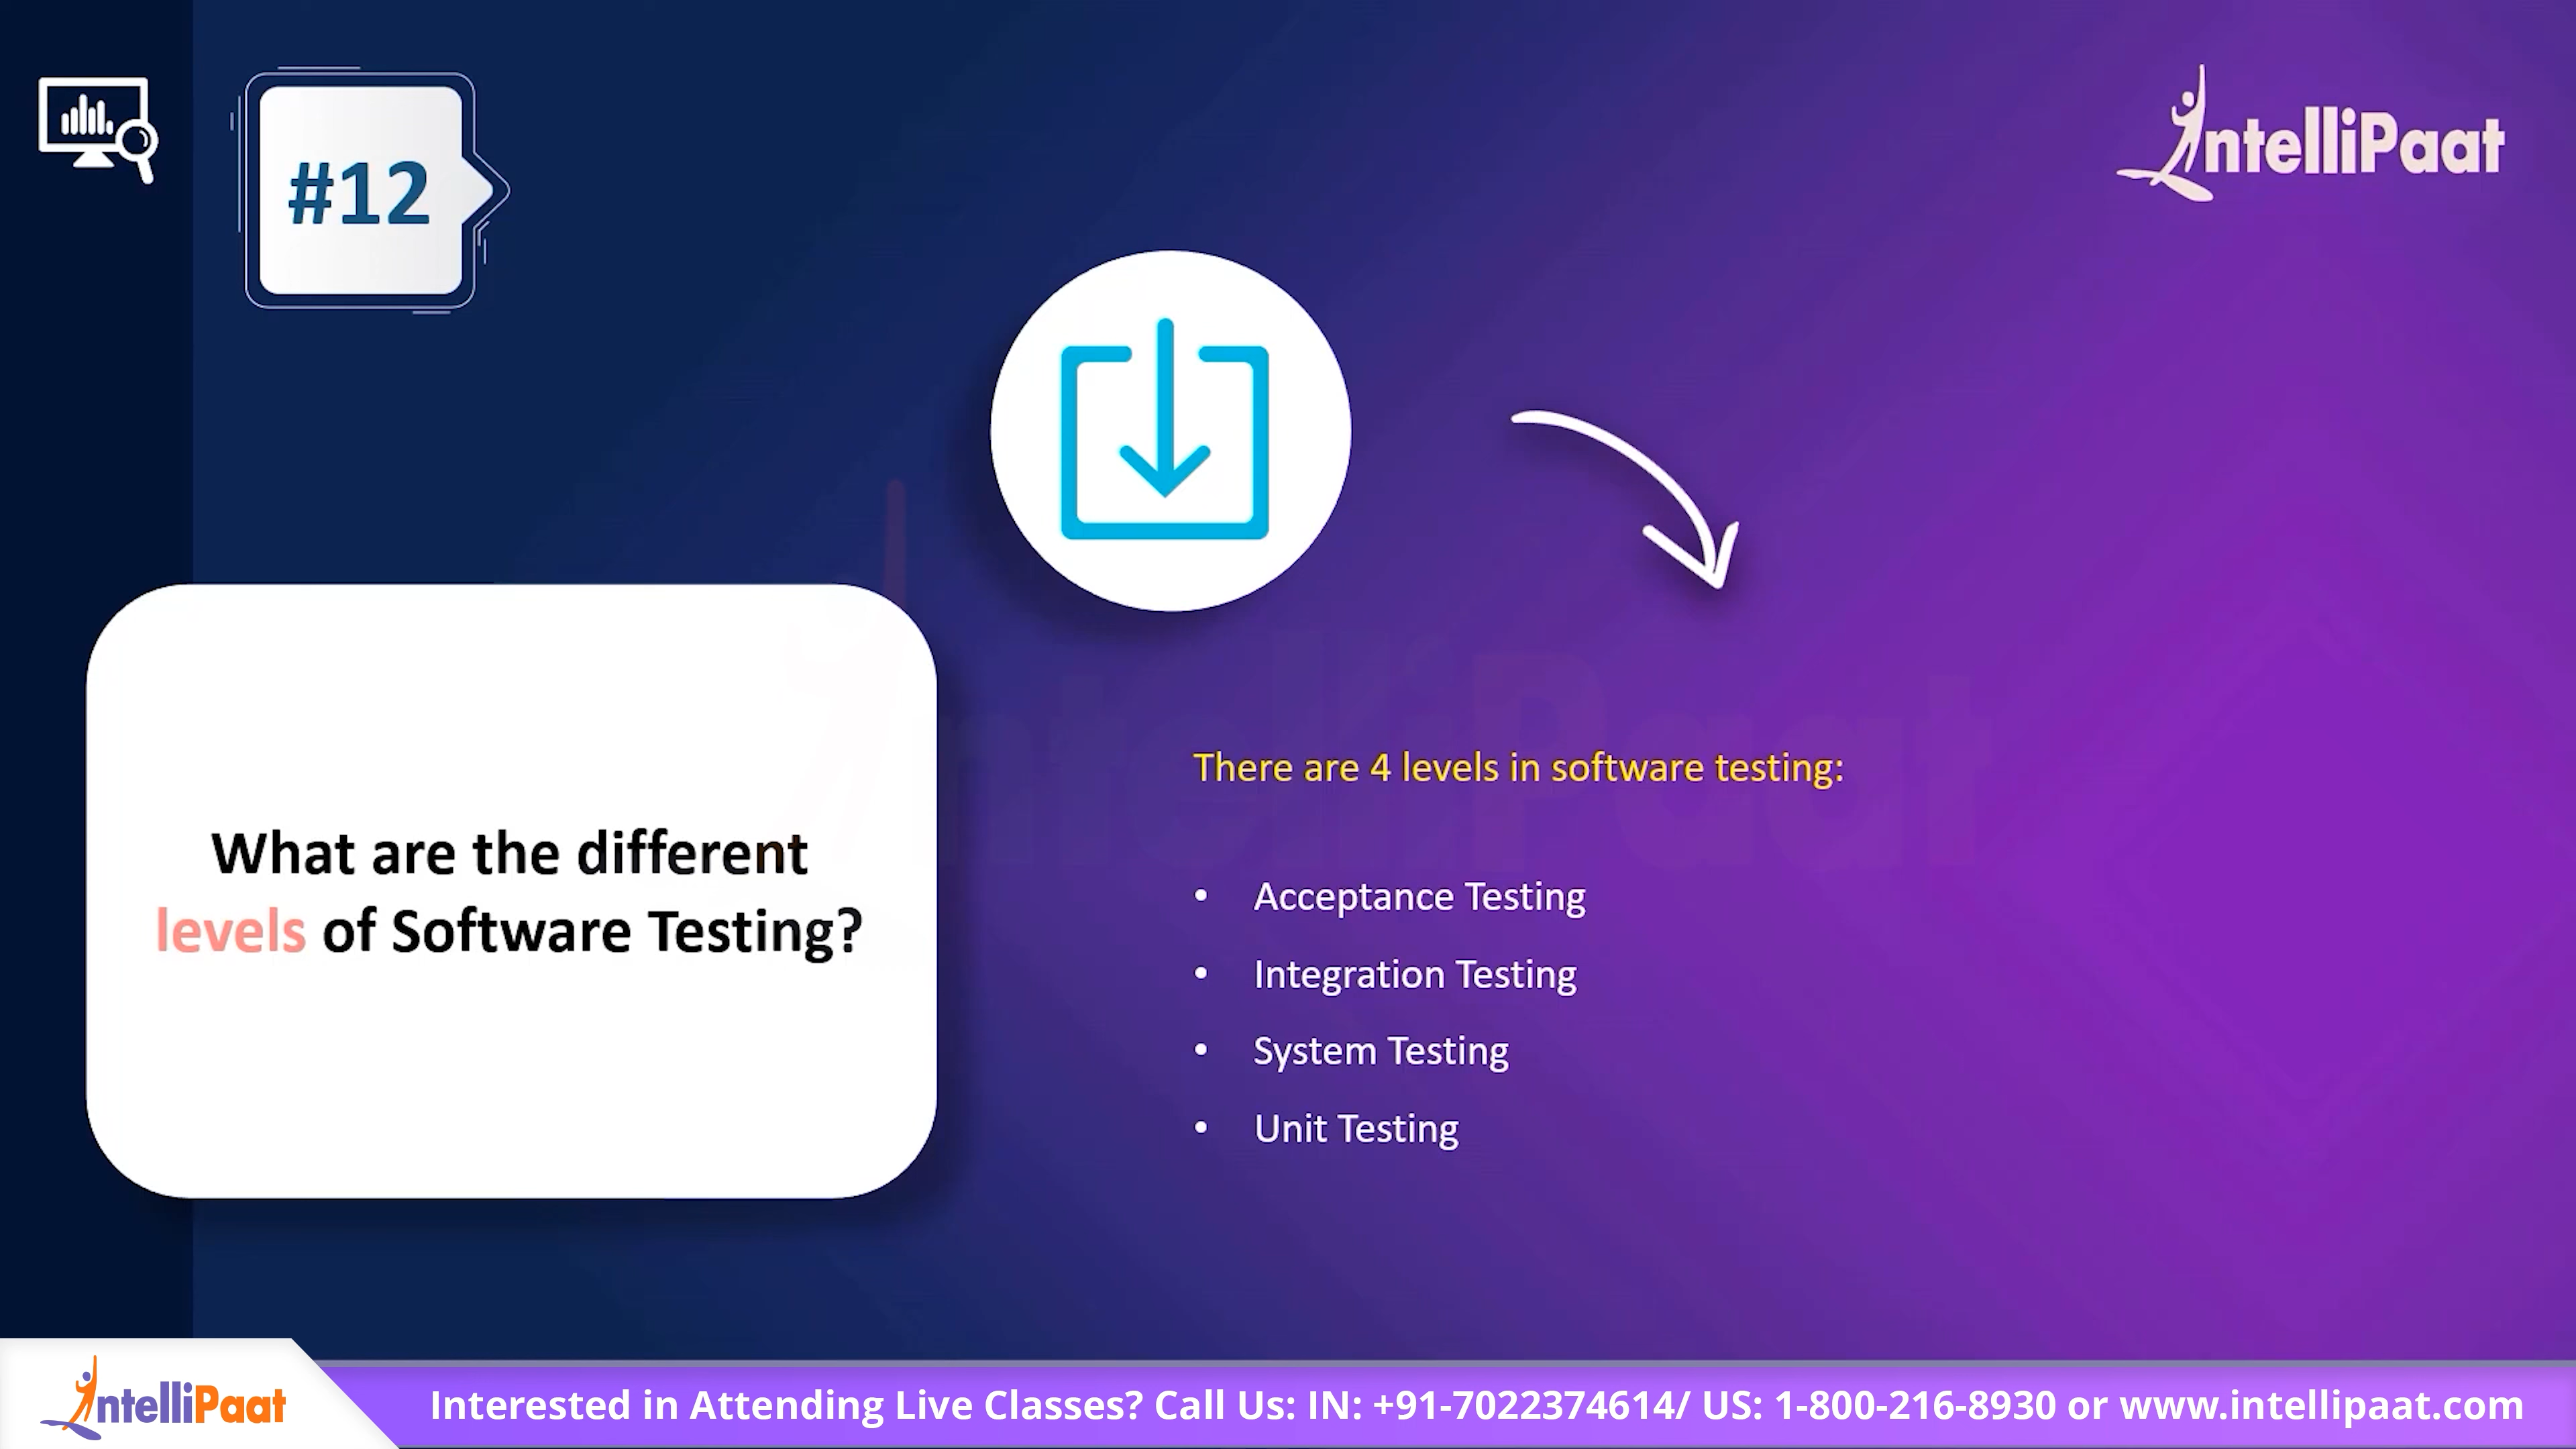 #12
IntelliPaat
What are the different
levels of Software Testing?
There are 4 levels in software testing:
• Acceptance Testing
• Integration Testing
• System Testing
• Unit Testing
IntelliPaat
IntelliPaat
Interested in Attending Live Classes? Call Us: IN: +91-7022374614/ US: 1-800-216-8930 or www.intellipaat.com